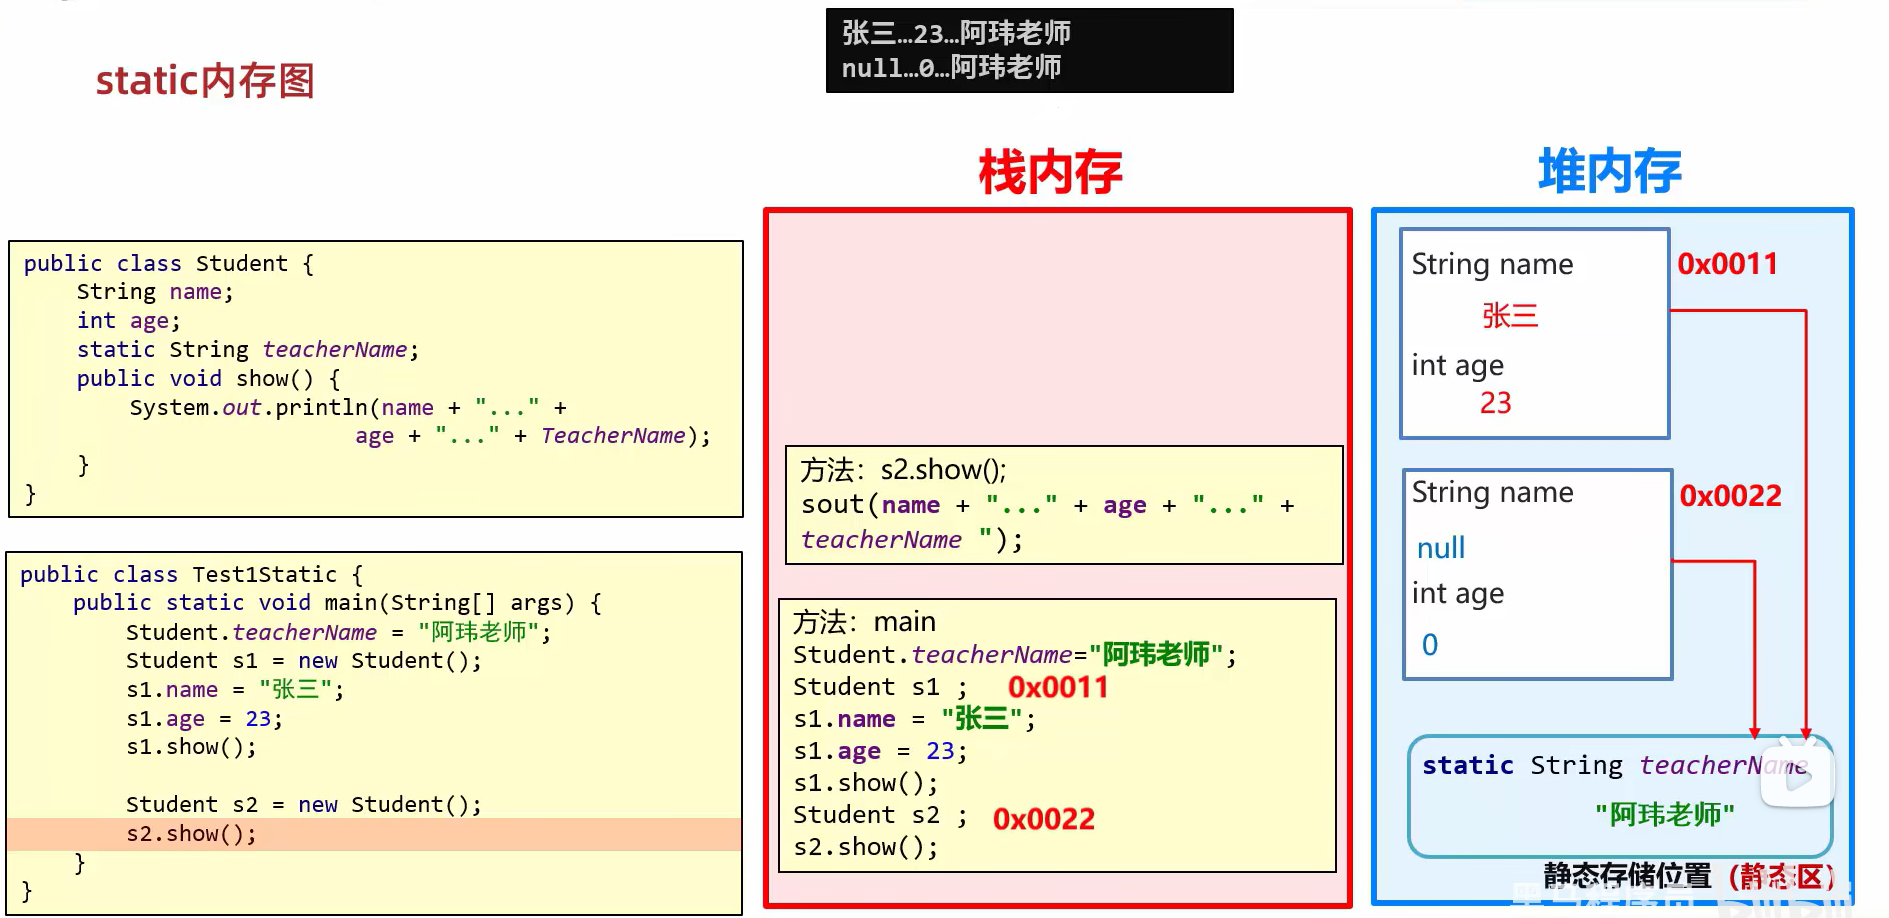 张三…23…阿玮老师
null…0…阿玮老师
static内存图
public class Student {
String name;
int age;
static String teacherName;
public void show() {
System.out.println(name + "..." +
age + "..." + TeacherName);
}
}
public class Test1Static {
public static void main(String[] args) {
Student.teacherName = "阿玮老师";
Student s1 = new Student();
s1.name = "张三";
s1.age = 23;
s1.show();
Student s2 = new Student();
s2.show();
}
}
栈内存
方法：s2.show();
sout(name + "..." + age + "..." +
teacherName ");
方法：main
Student.teacherName="阿玮老师";
Student s1 ; 0x0011
s1.name = "张三";
s1.age = 23;
s1.show();
Student s2 ; 0x0022
s2.show();
堆内存
String name
0x0011
张三
int age
23
String name
0x0022
null
int age
0
static String teacherName
"阿玮老师"
静态存储位置（静态区）